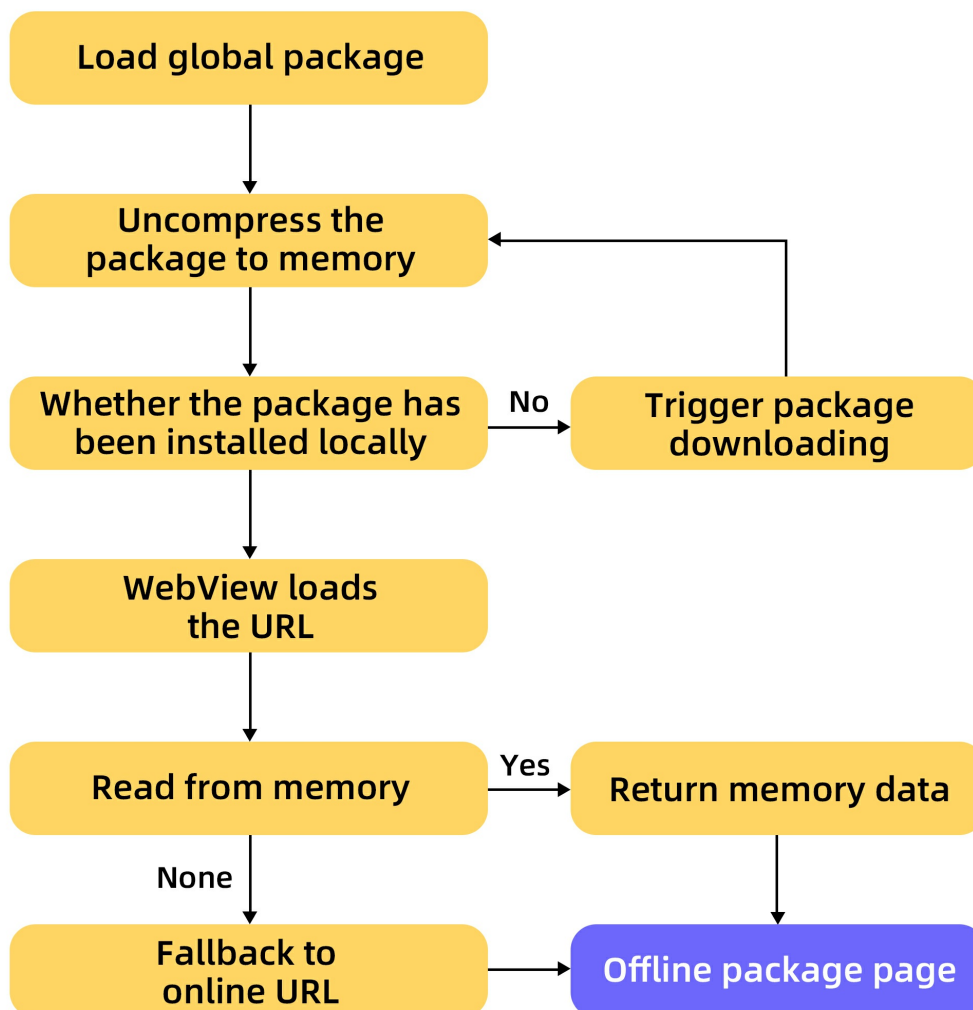 Load global package
Uncompress the
package to memory
Whether the package has
been installed locally
No
Trigger package
downloading
WebView loads
the URL
Read from memory
Yes
Return memory data
None
Fallback to
online URL
Offline package page